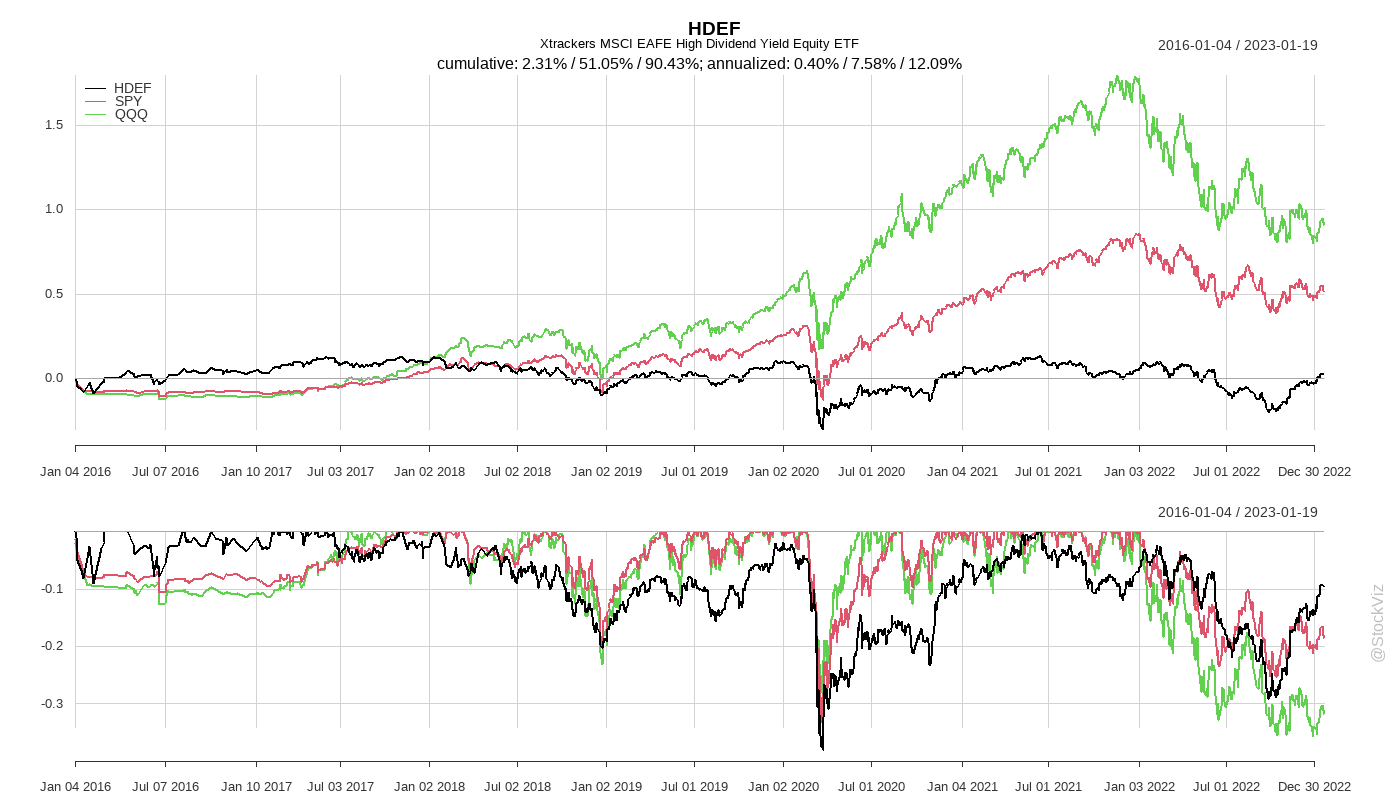 HDEF
Xtrackers MSCI EAFE High Dividend Yield Equity ETF
2016-01-04 / 2023-01-19
cumulative: 2.31% / 51.05% / 90.43%; annualized: 0.40% / 7.58% / 12.09%
HDEF
SPY
QQQ
1.5
1.0
0.5
0.0
Jan 04 2016 Jul 07 2016 Jan 10 2017 Jul 03 2017 Jan 02 2018 Jul 02 2018 Jan 02 2019 Jul 01 2019 Jan 02 2020 Jul 01 2020 Jan 04 2021 Jul 01 2021 Jan 03 2022 Jul 01 2022 Dec 30 2022
2016-01-04 / 2023-01-19
-0.1
-0.2
-0.3
Jan 04 2016 Jul 07 2016 Jan 10 2017 Jul 03 2017 Jan 02 2018 Jul 02 2018 Jan 02 2019 Jul 01 2019 Jan 02 2020 Jul 01 2020 Jan 04 2021 Jul 01 2021 Jan 03 2022 Jul 01 2022 Dec 30 2022
@StockViz